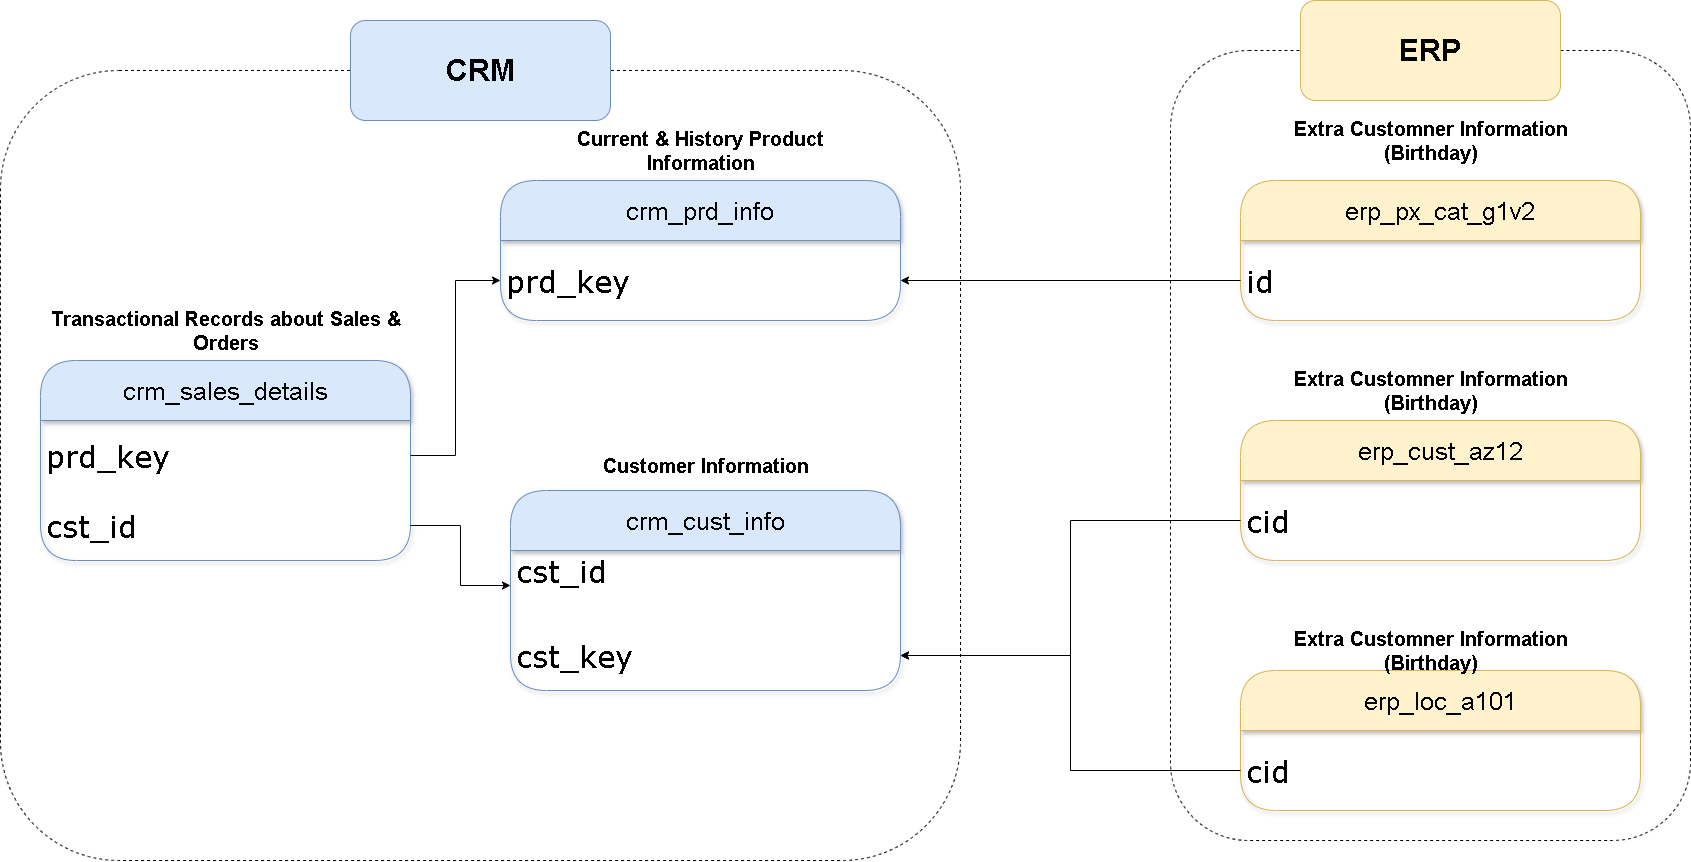 CRM
Current & History Product
Information
crm_prd_info
prd_key
Transactional Records about Sales &
Orders
crm_sales_details
prd_key
cst_id
Customer Information
crm_cust_info
cst_id
cst_key
ERP
Extra Customner Information
(Birthday)
erp_px_cat_g1v2
id
Extra Customner Information
(Birthday)
erp_cust_az12
cid
Extra Customner Information
(Birthday)
erp_loc_a101
cid